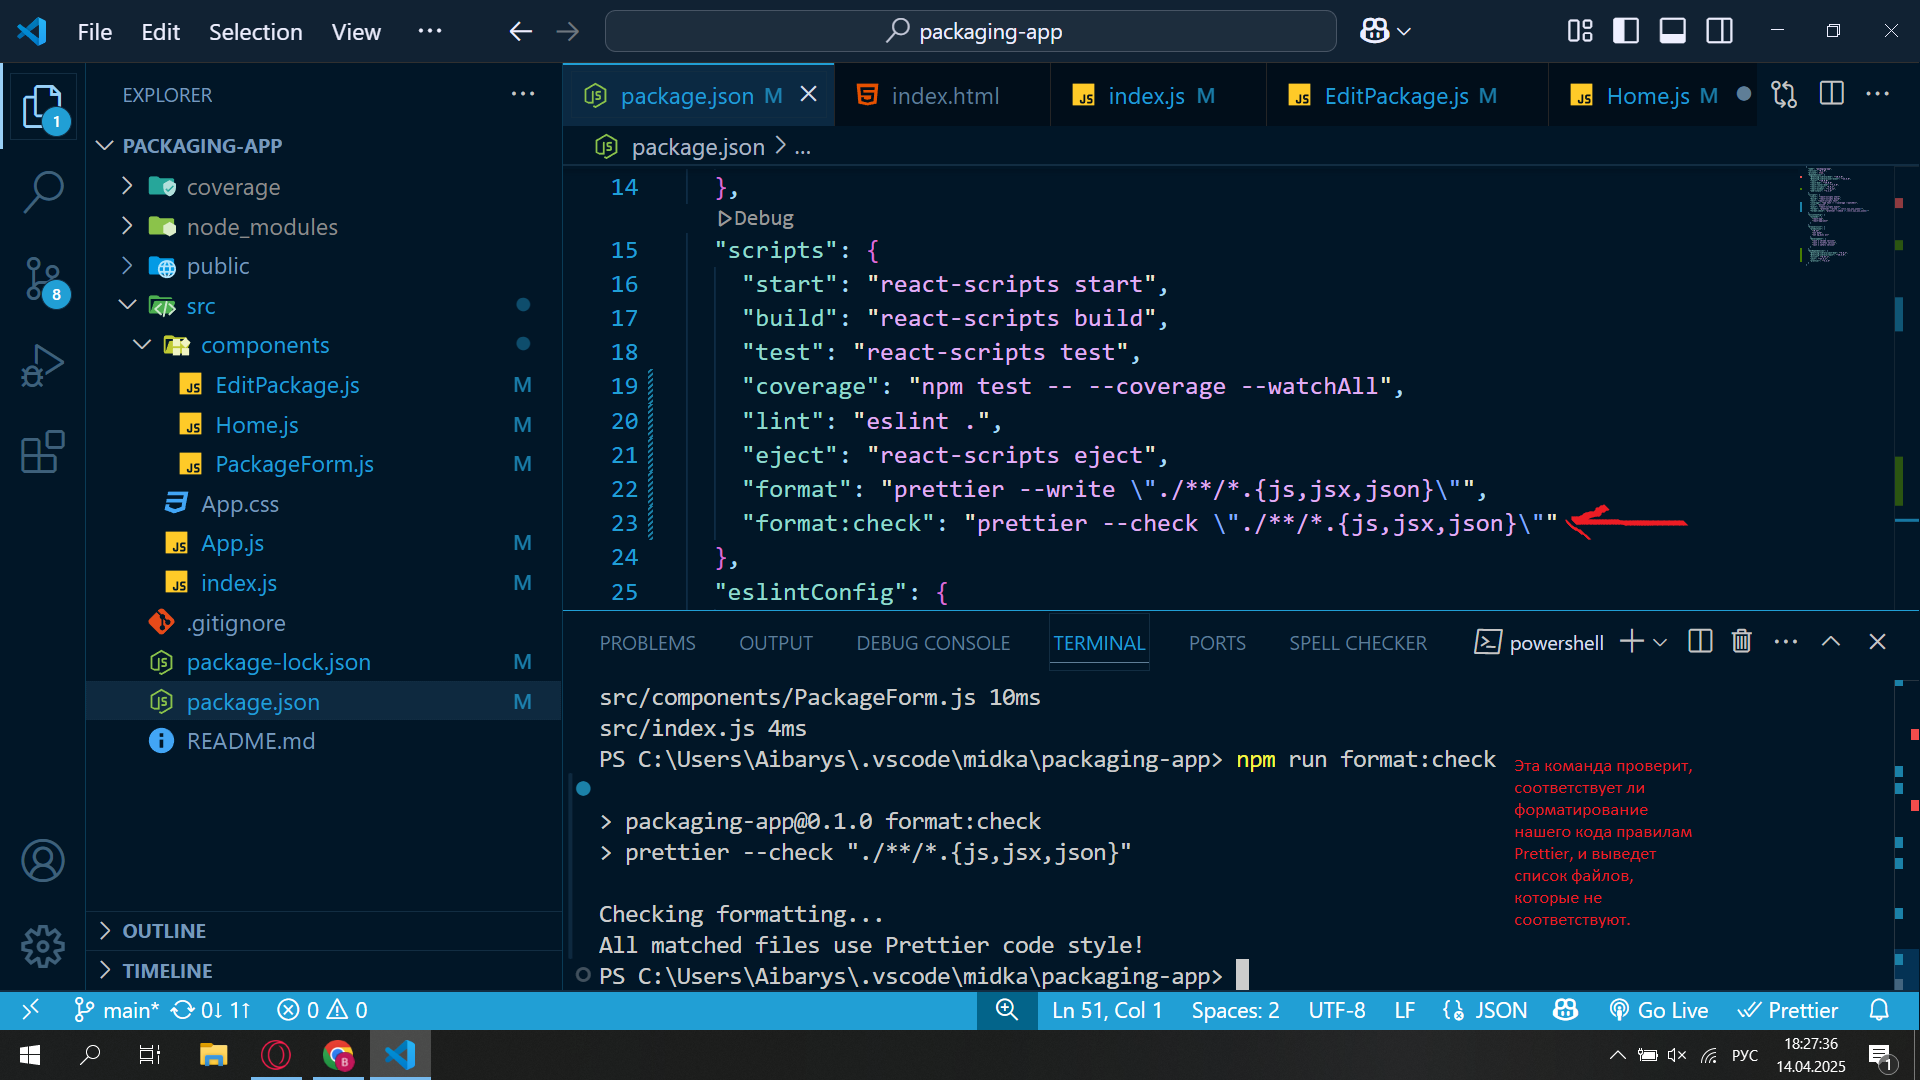 File Edit Selection View ···
packaging-app
EXPLORER ···
1
PACKAGING-APP
coverage
node_modules
public
8
src
components
EditPackage.js M
Home.js M
PackageForm.js M
App.css
App.js M
index.js M
.gitignore
package-lock.json M
package.json M
README.md
OUTLINE
TIMELINE
package.json M
index.html
index.js M
EditPackage.js M
Home.js M
package.json > ...
14 },
Debug
15 "scripts": {
16 "start": "react-scripts start",
17 "build": "react-scripts build",
18 "test": "react-scripts test",
19 "coverage": "npm test -- --coverage --watchAll",
20 "lint": "eslint .",
21 "eject": "react-scripts eject",
22 "format": "prettier --write \"./**/*.{js,jsx,json}\"",
23 "format:check": "prettier --check \"./**/*.{js,jsx,json}\""
24 },
25 "eslintConfig": {
PROBLEMS OUTPUT DEBUG CONSOLE TERMINAL PORTS SPELL CHECKER powershell
src/components/PackageForm.js 10ms
src/index.js 4ms
PS C:\Users\Aibarys\.vscode\midka\packaging-app> npm run format:check
> packaging-app@0.1.0 format:check
> prettier --check "./**/*.{js,jsx,json}"
Checking formatting...
All matched files use Prettier code style!
PS C:\Users\Aibarys\.vscode\midka\packaging-app>
Эта команда проверит,
соответствует ли
форматирование
нашего кода правилам
Prettier, и выведет
список файлов,
которые не
соответствуют.
main* 0↓ 1↑ 0 0
Ln 51, Col 1 Spaces: 2 UTF-8 LF {} JSON Go Live Prettier
РУС
18:27:36
14.04.2025
1